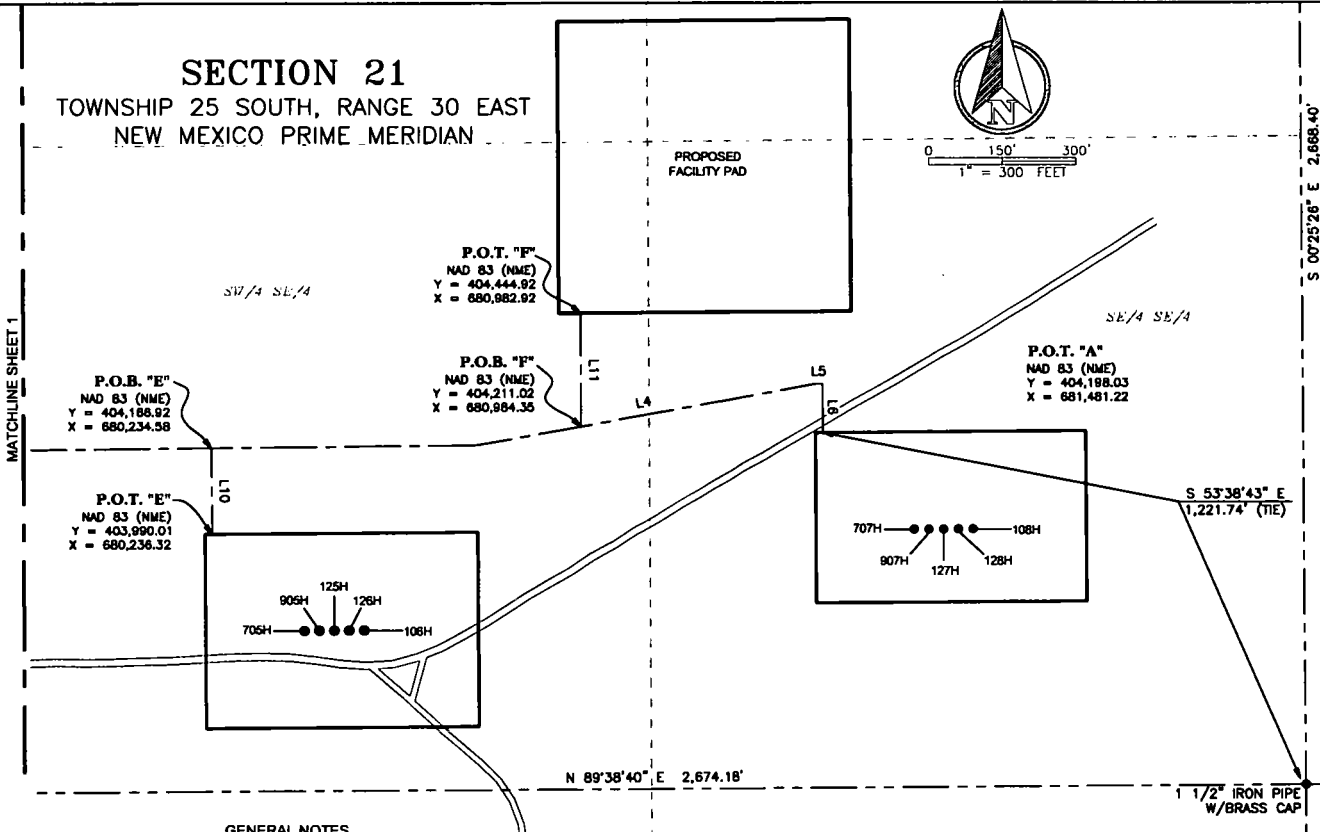 SECTION 21
TOWNSHIP 25 SOUTH, RANGE 30 EAST
NEW MEXICO PRIME MERIDIAN
N
0 150' 300'
1" = 300 FEET
PROPOSED
FACILITY PAD
S 00°25'26" E 2,668.40'
MATCHLINE SHEET 1
SW/4 SE/4
SE/4 SE/4
P.O.T. "F"
NAD 83 (NME)
Y = 404,444.92
X = 680,982.92
P.O.B. "F"
NAD 83 (NME)
Y = 404,211.02
X = 680,984.35
P.O.T. "A"
NAD 83 (NME)
Y = 404,198.03
X = 681,481.22
P.O.B. "E"
NAD 83 (NME)
Y = 404,188.92
X = 680,234.58
P.O.T. "E"
NAD 83 (NME)
Y = 403,990.01
X = 680,236.32
L11
L4
L5
L6
L10
S 53°38'43" E
1,221.74' (TIE)
707H
907H
127H
128H
108H
705H
905H
125H
126H
106H
N 89°38'40" E 2,674.18'
1 1/2" IRON PIPE
W/BRASS CAP
GENERAL NOTES